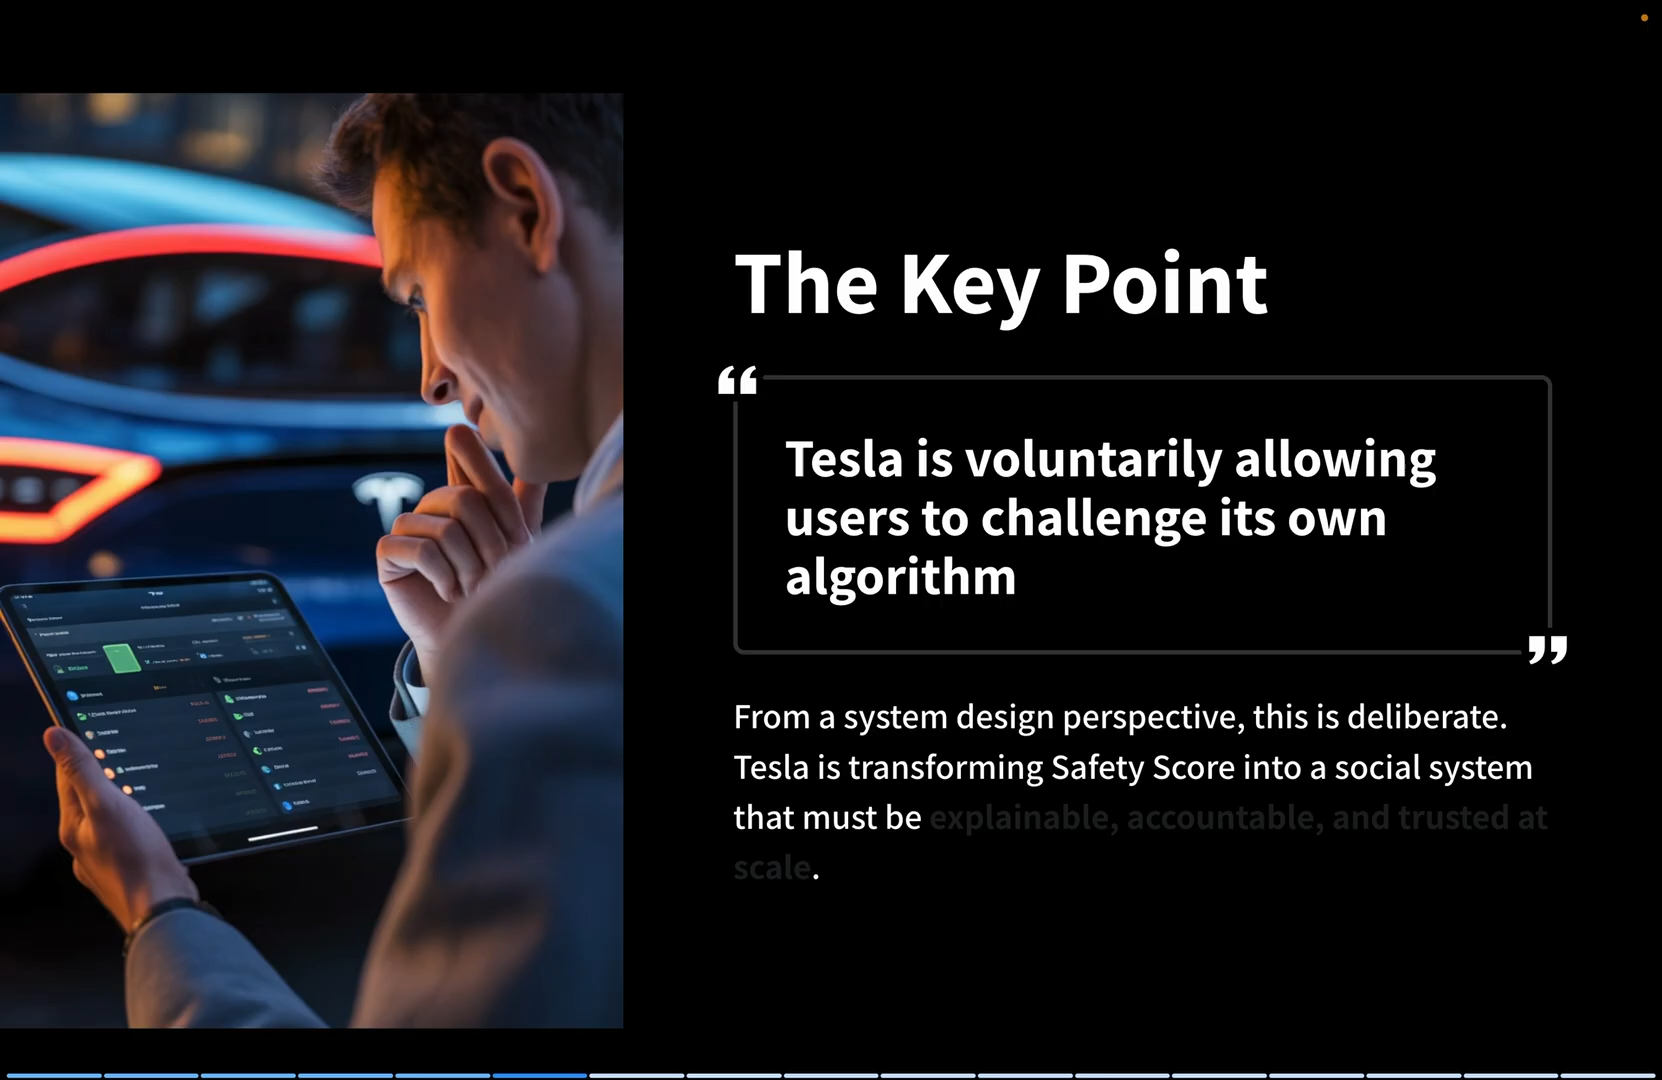 The Key Point
“
Tesla is voluntarily allowing
users to challenge its own
algorithm
”
From a system design perspective, this is deliberate.
Tesla is transforming Safety Score into a social system
that must be explainable, accountable, and trusted at
scale.